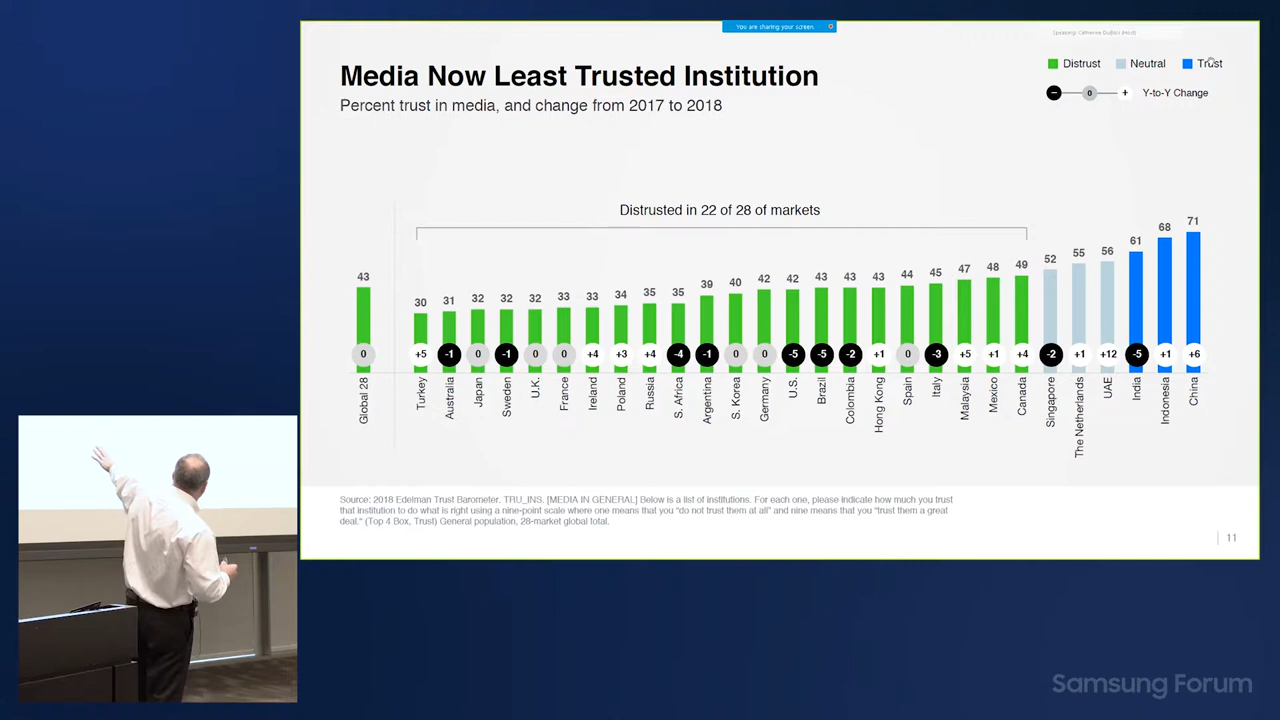 You are sharing your screen.
Speaking: Catherine DuBois (Host)
Media Now Least Trusted Institution
Percent trust in media, and change from 2017 to 2018
Distrust Neutral Trust
− 0 + Y-to-Y Change
Distrusted in 22 of 28 of markets
43 30 31 32 32 32 33 33 34 35 35 39 40 42 42 43 43 43 44 45 47 48 49 52 55 56 61 68 71
0 +5 -1 0 -1 0 0 +4 +3 +4 -4 -1 0 0 -5 -5 -2 +1 0 -3 +5 +1 +4 -2 +1 +12 -5 +1 +6
Global 28 Turkey Australia Japan Sweden U.K. France Ireland Poland Russia S. Africa Argentina S. Korea Germany U.S. Brazil Colombia Hong Kong Spain Italy Malaysia Mexico Canada Singapore The Netherlands UAE India Indonesia China
Source: 2018 Edelman Trust Barometer. TRU_INS. [MEDIA IN GENERAL] Below is a list of institutions. For each one, please indicate how much you trust
that institution to do what is right using a nine-point scale where one means that you “do not trust them at all” and nine means that you “trust them a great
deal.” (Top 4 Box, Trust) General population, 28-market global total.
11
Samsung Forum